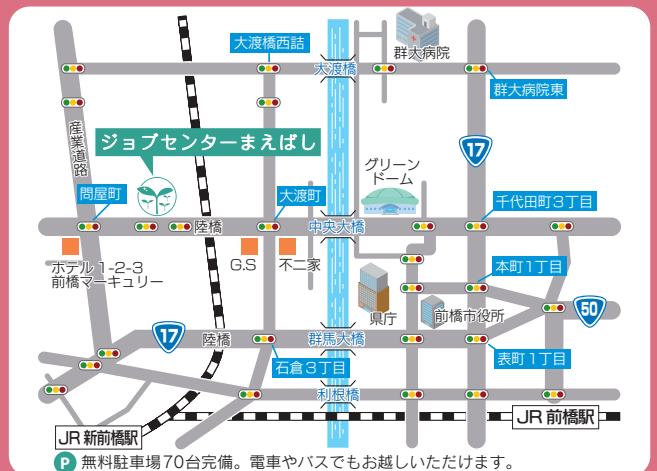 大渡橋西詰
群大病院
大渡橋
群大病院東
産業道路
ジョブセンターまえばし
17
グリーン
ドーム
問屋町
大渡町
千代田町3丁目
陸橋
中央大橋
ホテル 1-2-3
前橋マーキュリー
G.S
不二家
本町1丁目
県庁
前橋市役所
50
17
陸橋
群馬大橋
石倉3丁目
表町1丁目
利根橋
JR 新前橋駅
JR 前橋駅
P 無料駐車場70台完備。電車やバスでもお越しいただけます。